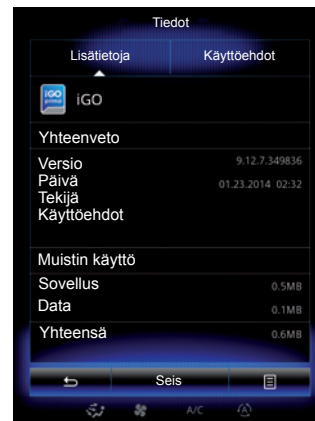 Tiedot
Lisätietoja Käyttöehdot
iGO primo iGO
Yhteenveto
Versio 9.12.7.349836
Päivä 01.23.2014 02:32
Tekijä
Käyttöehdot
Muistin käyttö
Sovellus 0.5MB
Data 0.1MB
Yhteensä 0.6MB
Seis
A/C (A)